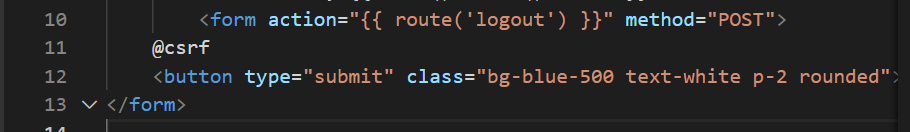 10 <form action="{{ route('logout') }}" method="POST">
11 @csrf
12 <button type="submit" class="bg-blue-500 text-white p-2 rounded">
13 </form>
14